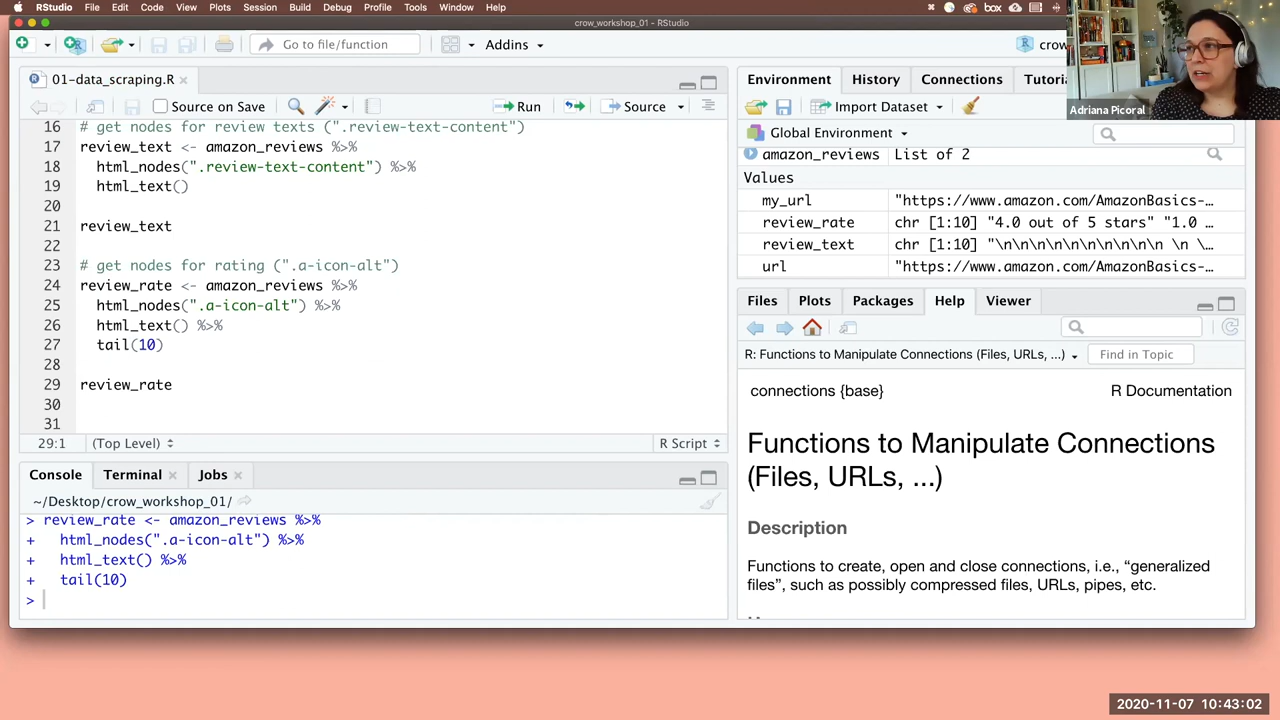 RStudio File Edit Code View Plots Session Build Debug Profile Tools Window Help
box
crow_workshop_01 - RStudio
Go to file/function
Addins
crow
Adriana Picoral
01-data_scraping.R
Source on Save
Run
Source
16 # get nodes for review texts (".review-text-content")
17 review_text <- amazon_reviews %>%
18 html_nodes(".review-text-content") %>%
19 html_text()
20
21 review_text
22
23 # get nodes for rating (".a-icon-alt")
24 review_rate <- amazon_reviews %>%
25 html_nodes(".a-icon-alt") %>%
26 html_text() %>%
27 tail(10)
28
29 review_rate
30
31
29:1 (Top Level)
R Script
Console Terminal Jobs
~/Desktop/crow_workshop_01/
> review_rate <- amazon_reviews %>%
+ html_nodes(".a-icon-alt") %>%
+ html_text() %>%
+ tail(10)
>
Environment History Connections Tutoria
Import Dataset
Global Environment
amazon_reviews List of 2
Values
my_url "https://www.amazon.com/AmazonBasics-…
review_rate chr [1:10] "4.0 out of 5 stars" "1.0 …
review_text chr [1:10] "\n\n\n\n\n\n\n\n\n\n \n \…
url "https://www.amazon.com/AmazonBasics-…
Files Plots Packages Help Viewer
R: Functions to Manipulate Connections (Files, URLs, ...)
Find in Topic
connections {base} R Documentation
Functions to Manipulate Connections
(Files, URLs, ...)
Description
Functions to create, open and close connections, i.e., “generalized
files”, such as possibly compressed files, URLs, pipes, etc.
2020-11-07 10:43:02